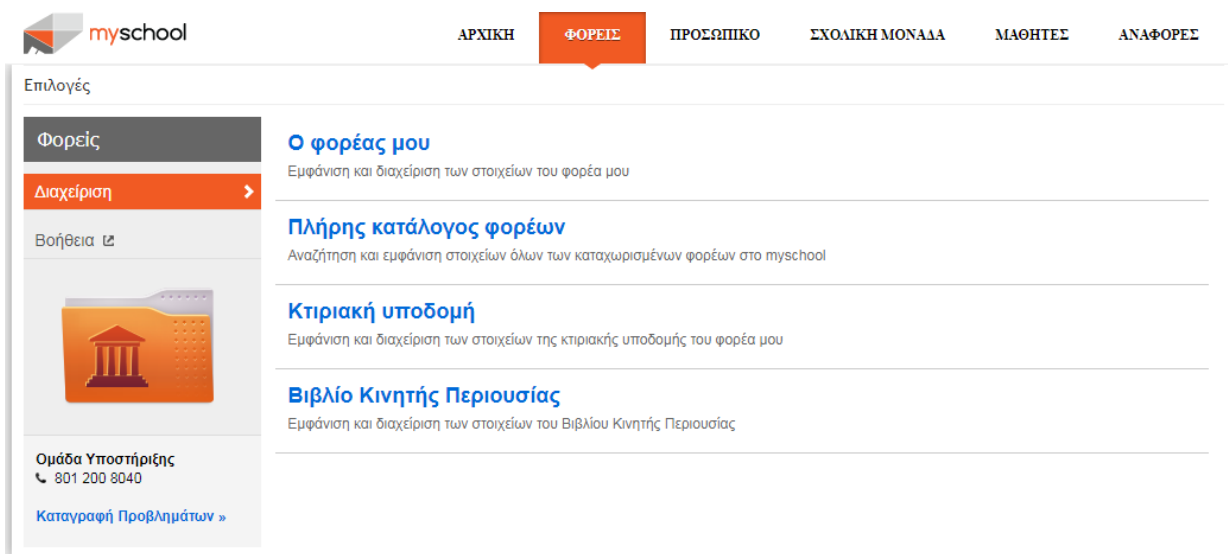 myschool
ΑΡΧΙΚΗ ΦΟΡΕΙΣ ΠΡΟΣΩΠΙΚΟ ΣΧΟΛΙΚΗ ΜΟΝΑΔΑ ΜΑΘΗΤΕΣ ΑΝΑΦΟΡΕΣ
Επιλογές
Φορείς
Διαχείριση
Βοήθεια
Ομάδα Υποστήριξης
801 200 8040
Καταγραφή Προβλημάτων »
Ο φορέας μου
Εμφάνιση και διαχείριση των στοιχείων του φορέα μου
Πλήρης κατάλογος φορέων
Αναζήτηση και εμφάνιση στοιχείων όλων των καταχωρισμένων φορέων στο myschool
Κτιριακή υποδομή
Εμφάνιση και διαχείριση των στοιχείων της κτιριακής υποδομής του φορέα μου
Βιβλίο Κινητής Περιουσίας
Εμφάνιση και διαχείριση των στοιχείων του Βιβλίου Κινητής Περιουσίας